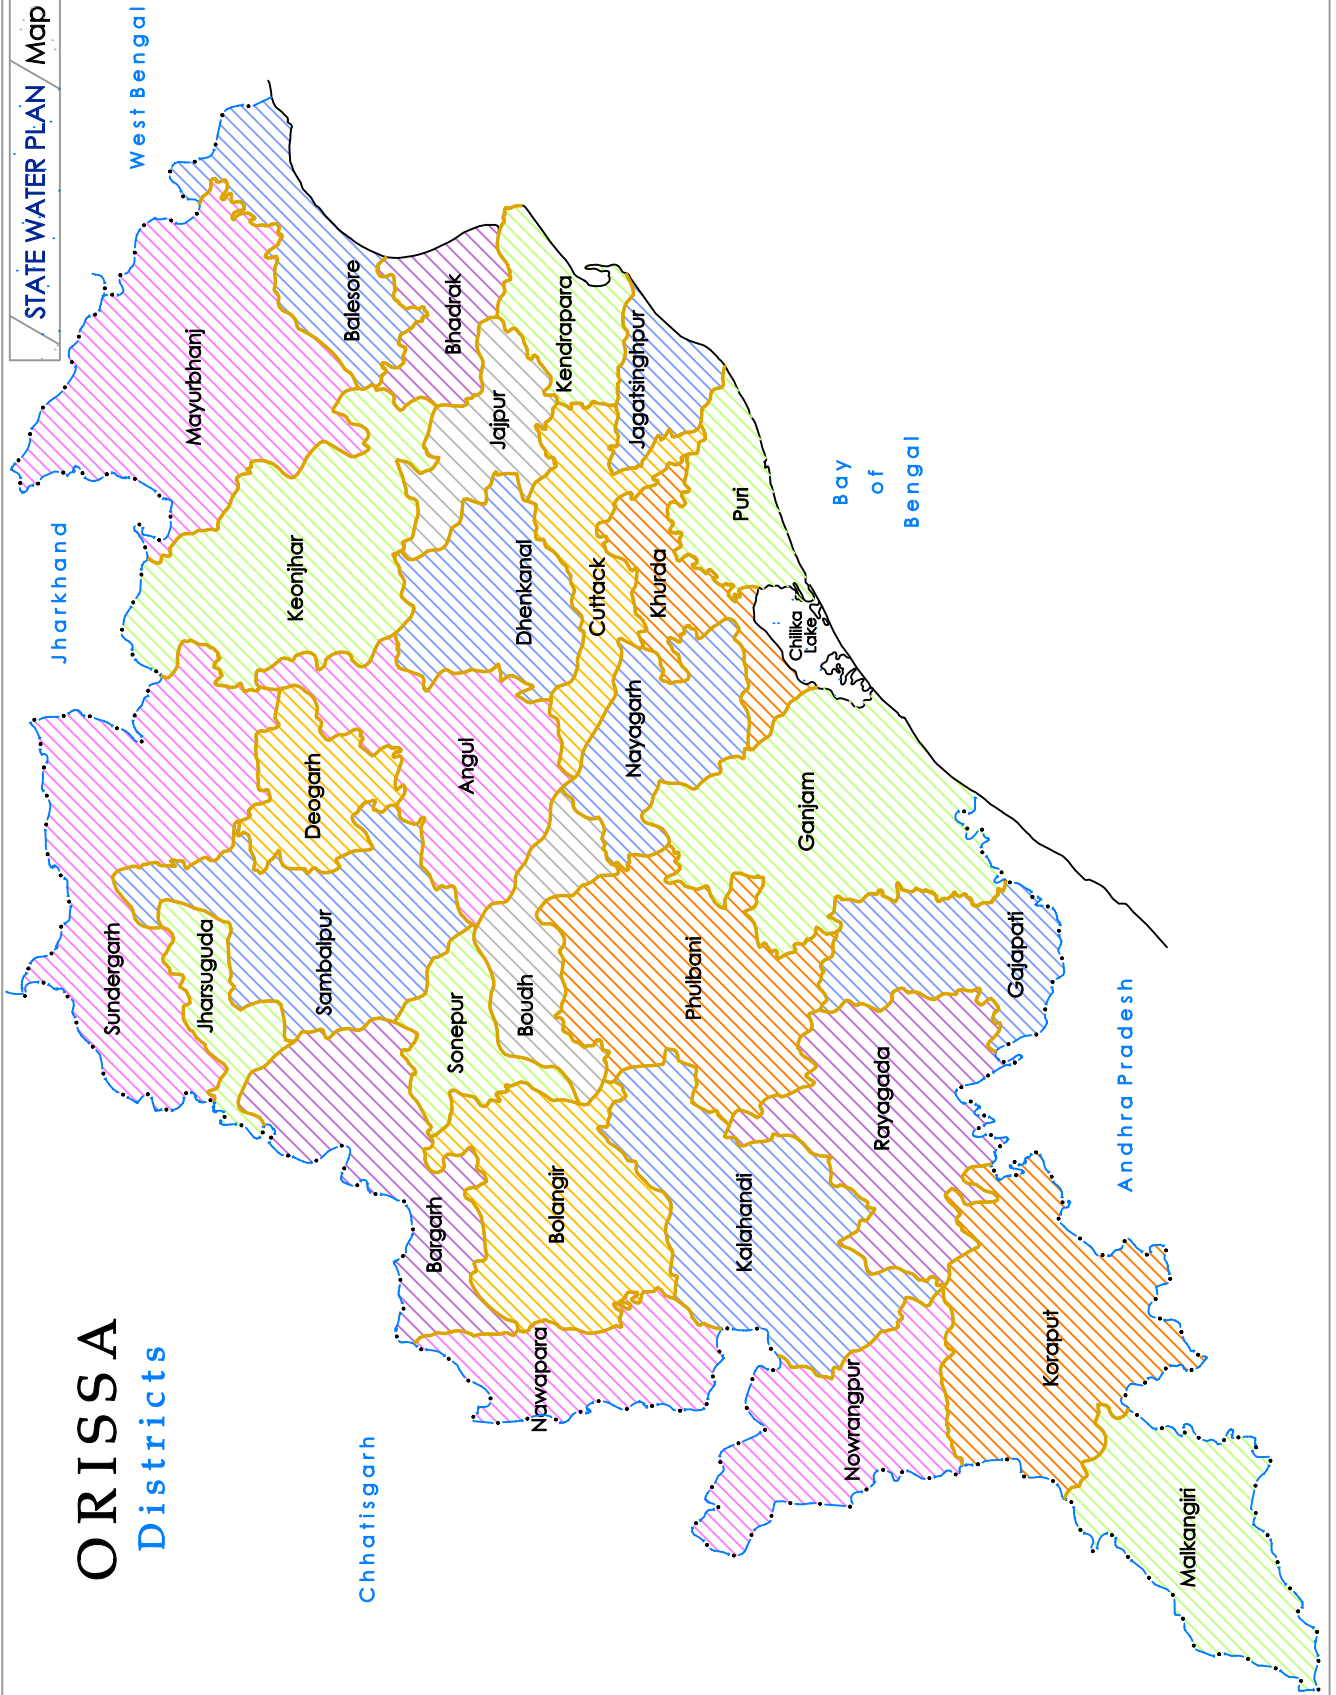 STATE WATER PLAN
Map
ORISSA
Districts
West Bengal
Jharkhand
Chhatisgarh
Andhra Pradesh
Bay
of
Bengal
Mayurbhanj
Balesore
Bhadrak
Kendrapara
Jagatsinghpur
Jajpur
Keonjhar
Dhenkanal
Cuttack
Khurda
Puri
Chilika
Lake
Nayagarh
Angul
Deogarh
Sundergarh
Jharsuguda
Sambalpur
Sonepur
Boudh
Phulbani
Ganjam
Gajapati
Rayagada
Bargarh
Bolangir
Kalahandi
Nawapara
Nowrangpur
Koraput
Malkangiri